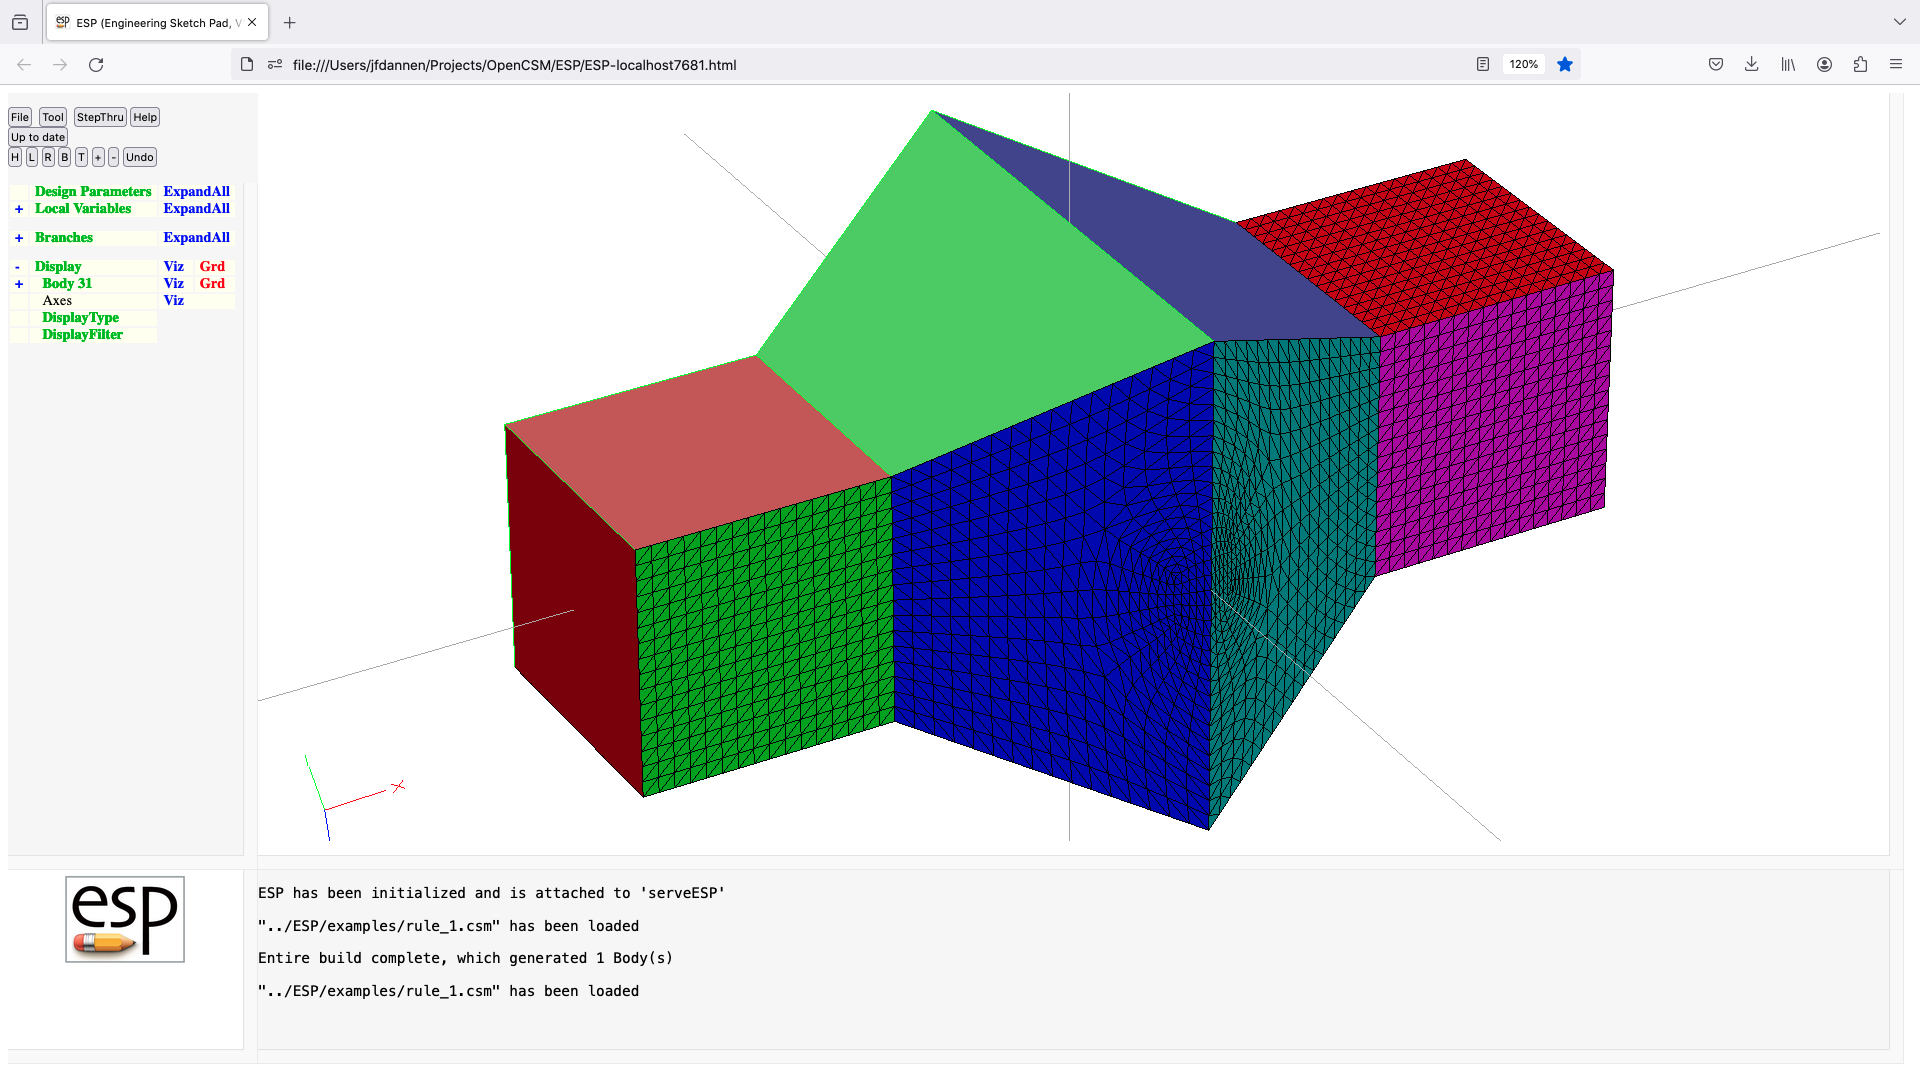 ESP (Engineering Sketch Pad, V
file:///Users/jfdannen/Projects/OpenCSM/ESP/ESP-localhost7681.html
120%
File Tool StepThru Help
Up to date
H L R B T + - Undo
Design Parameters ExpandAll
+ Local Variables ExpandAll
+ Branches ExpandAll
- Display Viz Grd
+ Body 31 Viz Grd
Axes Viz
DisplayType
DisplayFilter
X
esp
ESP has been initialized and is attached to 'serveESP'
"../ESP/examples/rule_1.csm" has been loaded
Entire build complete, which generated 1 Body(s)
"../ESP/examples/rule_1.csm" has been loaded